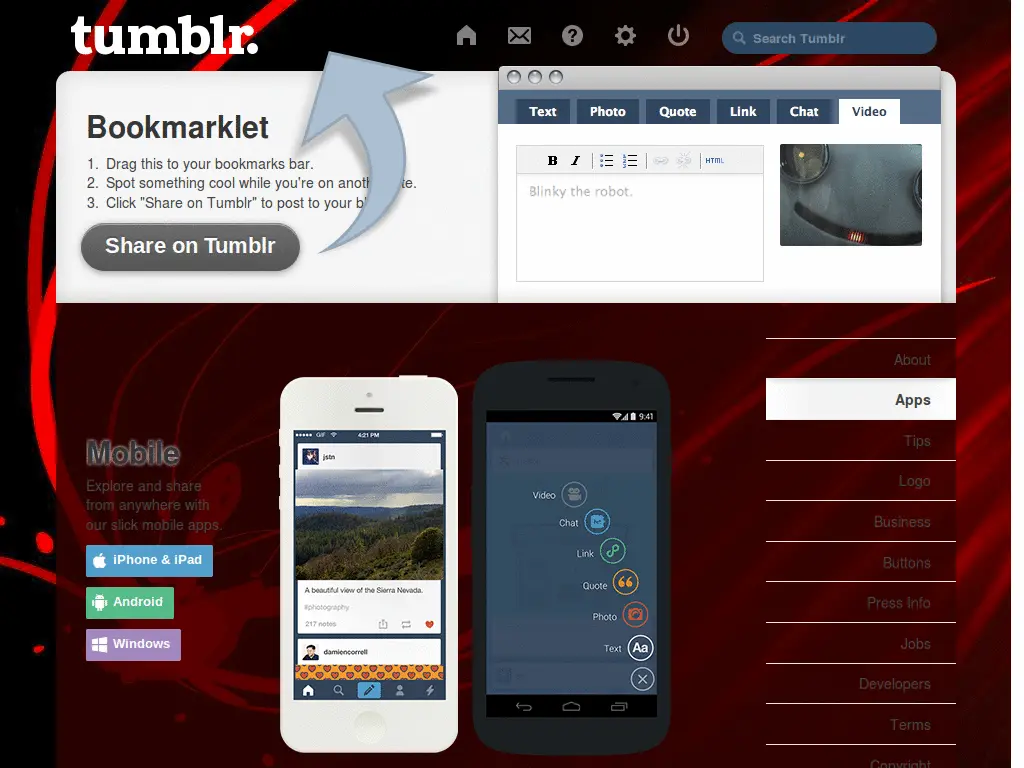 tumblr.
Search Tumblr
Bookmarklet
1. Drag this to your bookmarks bar.
2. Spot something cool while you're on anoth te.
3. Click "Share on Tumblr" to post to your bl
Share on Tumblr
Text Photo Quote Link Chat Video
B I HTML
Blinky the robot.
Mobile
Explore and share
from anywhere with
our slick mobile apps.
iPhone & iPad
Android
Windows
GIF 4:21 PM
jstn
A beautiful view of the Sierra Nevada.
#photography
217 notes
damiencorrell
9:41
Video
Chat
Link
Quote
Photo
Text Aa
About
Apps
Tips
Logo
Business
Buttons
Press Info
Jobs
Developers
Terms
Copyright